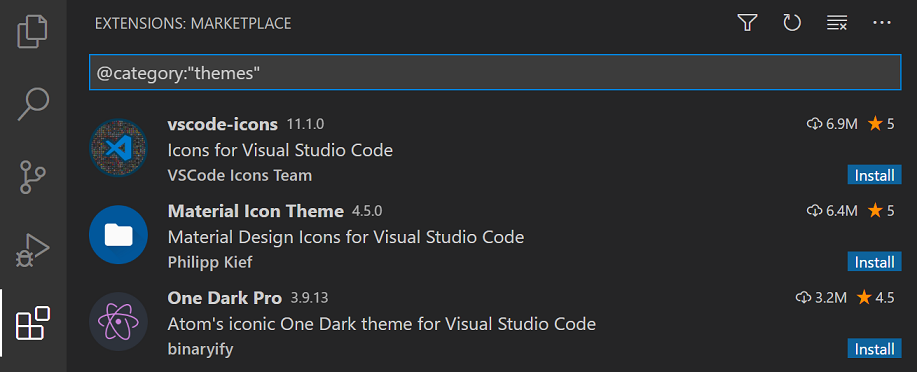 EXTENSIONS: MARKETPLACE
@category:"themes"
vscode-icons 11.1.0 6.9M 5
Icons for Visual Studio Code
VSCode Icons Team Install
Material Icon Theme 4.5.0 6.4M 5
Material Design Icons for Visual Studio Code
Philipp Kief Install
One Dark Pro 3.9.13 3.2M 4.5
Atom's iconic One Dark theme for Visual Studio Code
binaryify Install